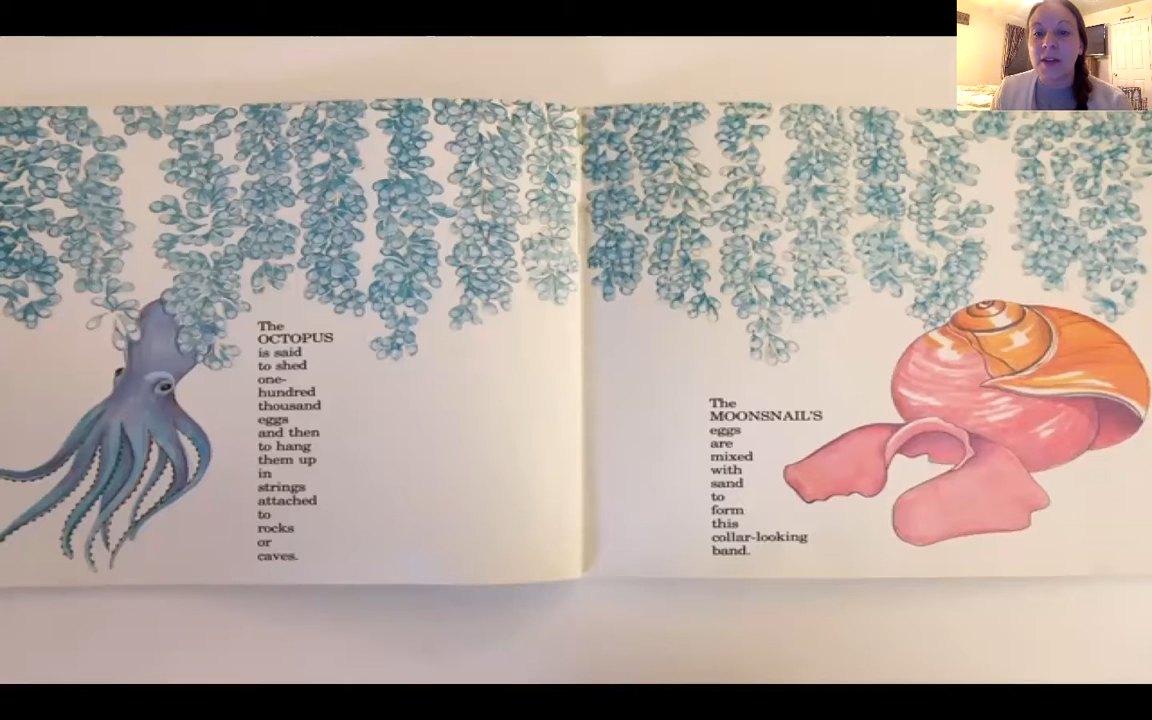 The
OCTOPUS
is said
to shed
one-
hundred
thousand
eggs
and then
to hang
them up
in
strings
attached
to
rocks
or
caves.
The
MOONSNAIL'S
eggs
are
mixed
with
sand
to
form
this
collar-looking
band.